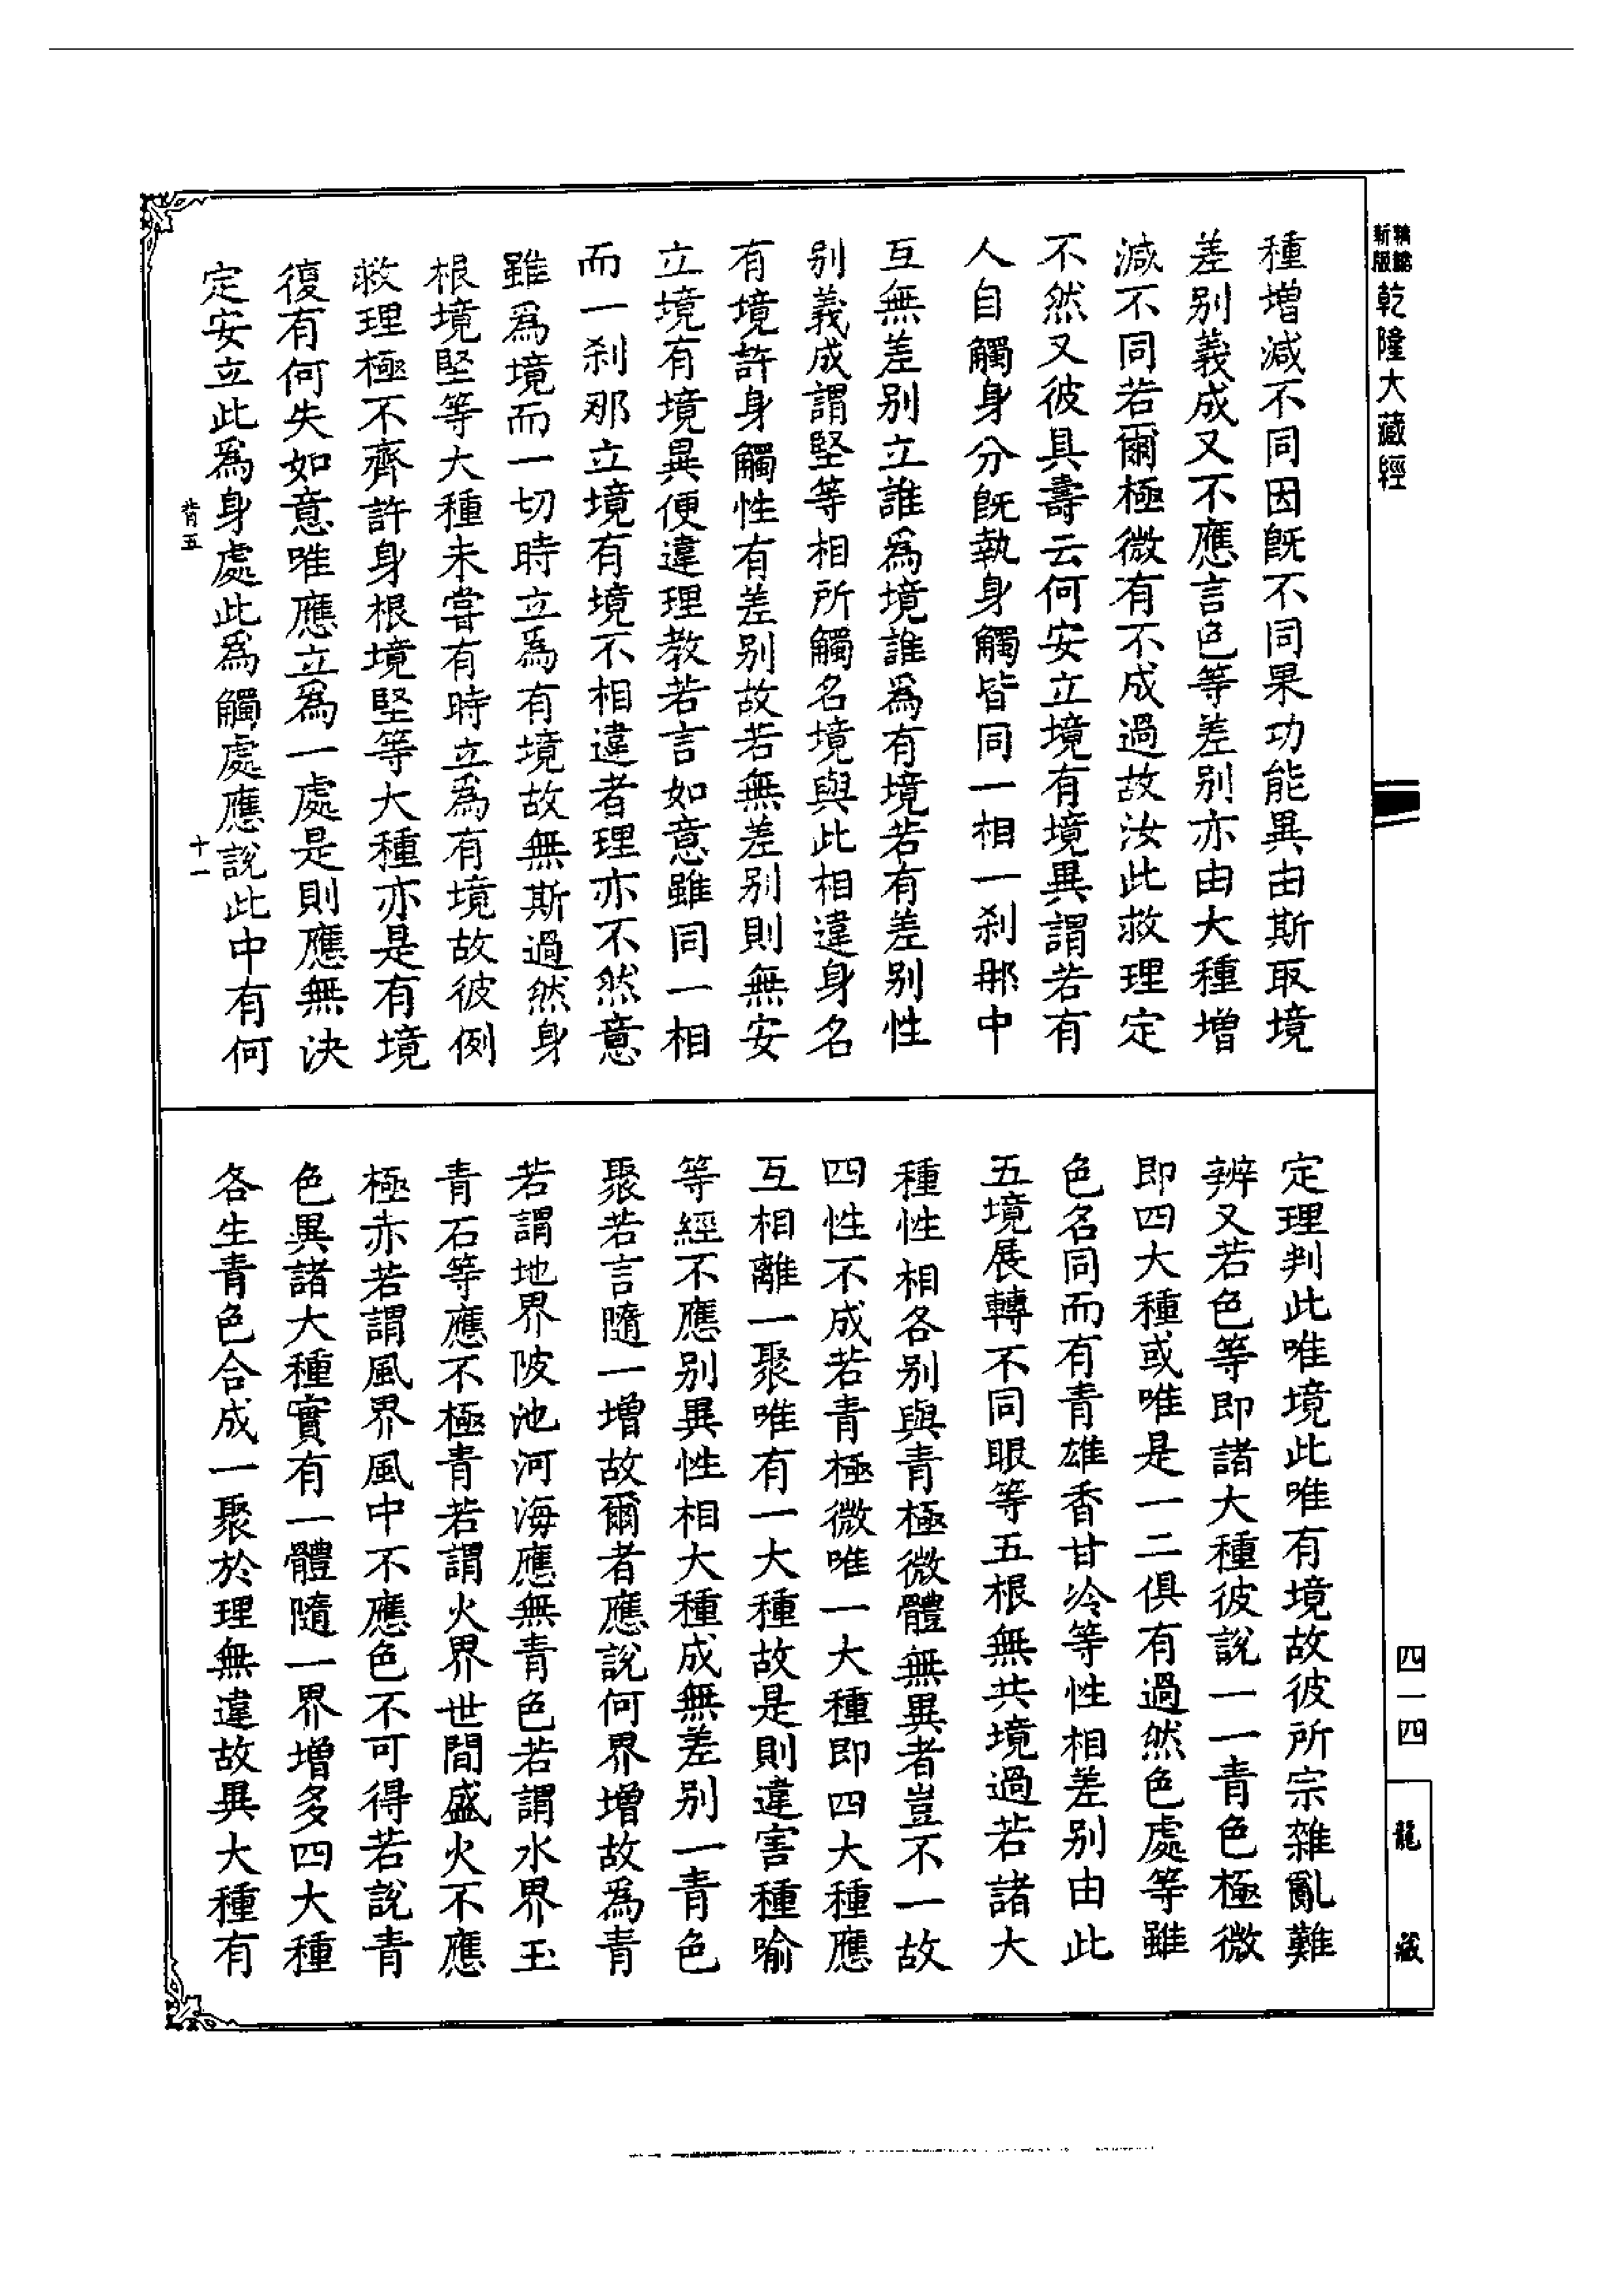 新版
乾隆大藏經
種增減不同因旣不同果功能異由斯取境
差別義成又不應言色等差別亦由大種增
減不同若爾極微有不成過故汝此救理定
不然又彼具壽云何安立境有境異謂若有
人自觸身分旣執身觸皆同一相一刹那中
互無差別立誰爲境誰爲有境若有差別性
別義成謂堅等相所觸名境與此相違身名
有境許身觸性有差別故若無差別則無安
立境有境異便違理教若言如意雖同一相
而一刹那立境有境不相違者理亦不然意
雖爲境而一切時立爲有境故無斯過然身
根境堅等大種未嘗有時立爲有境故彼例
救理極不齊許身根境堅等大種亦是有境
復有何失如意唯應立爲一處是則應無決
定安立此爲身處此爲觸處應說此中有何
背五
十一
定理判此唯境此唯有境故彼所宗雜亂難
辨又若色等即諸大種彼說一一青色極微
即四大種或唯是一二俱有過然色處等雖
色名同而有青雄香甘冷等性相差別由此
五境展轉不同眼等五根無共境過若諸大
種性相各別與青極微體無異者豈不一故
四性不成若青極微唯一大種即四大種應
互相離一聚唯有一大種故是則違害種喻
等經不應別異性相大種成無差別一青色
聚若言隨一增故爾者應說何界增故爲青
若謂地界陂池河海應無青色若謂水界玉
青石等應不極青若謂火界世間盛火不應
極赤若謂風界風中不應色不可得若說青
色異諸大種實有一體隨一界增多四大種
各生青色合成一聚於理無違故異大種有
四一四
龍藏